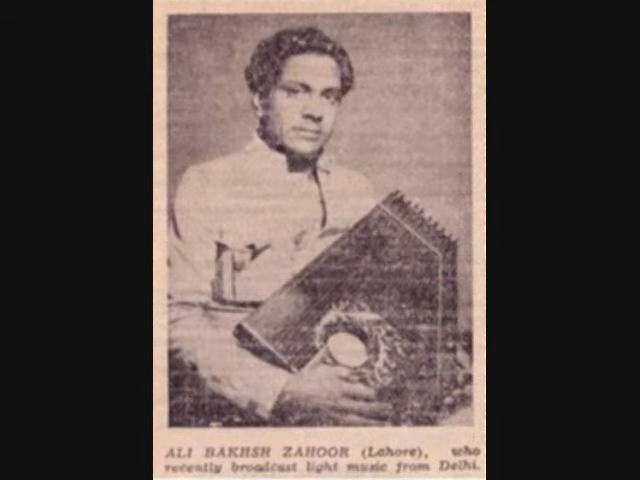 ALI BAKHSH ZAHOOR (Lahore), who
recently broadcast light music from Delhi.